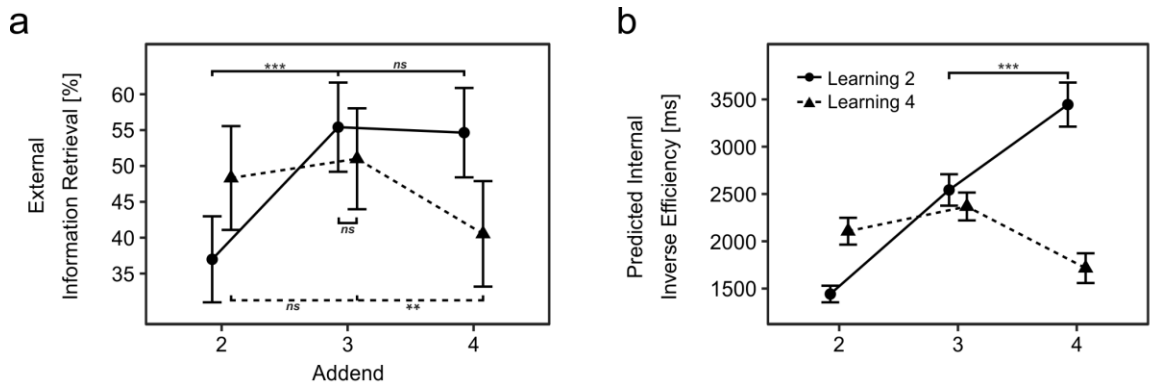 a
External
Information Retrieval [%]
60
55
50
45
40
35
***
ns
ns
ns
**
2
3
4
Addend
b
Predicted Internal
Inverse Efficiency [ms]
3500
3000
2500
2000
1500
***
Learning 2
Learning 4
2
3
4